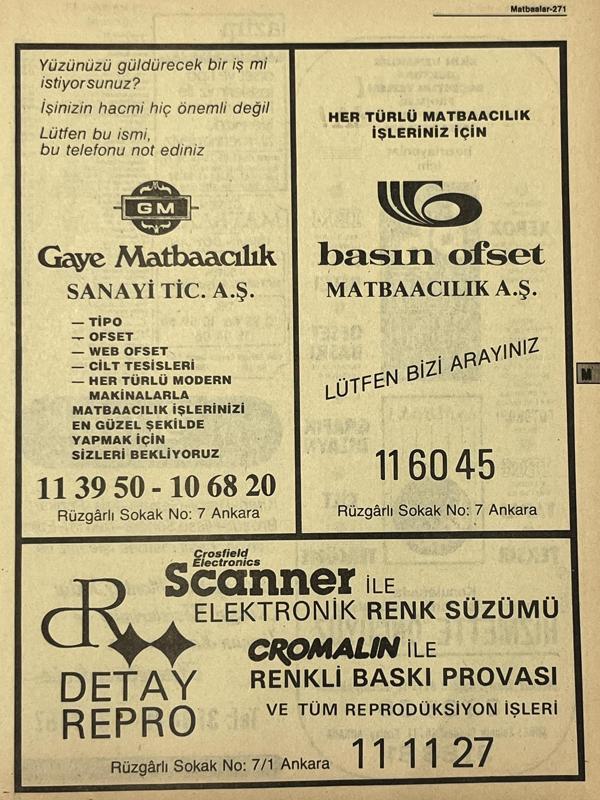 Matbaalar-271
Yüzünüzü güldürecek bir iş mi
istiyorsunuz?
İşinizin hacmi hiç önemli değil
Lütfen bu ismi,
bu telefonu not ediniz
GM
Gaye Matbaacılık
SANAYİ TİC. A.Ş.
— TİPO
— OFSET
— WEB OFSET
— CİLT TESİSLERİ
— HER TÜRLÜ MODERN
MAKİNALARLA
MATBAACILIK İŞLERİNİZİ
EN GÜZEL ŞEKİLDE
YAPMAK İÇİN
SİZLERİ BEKLİYORUZ
11 39 50 - 10 68 20
Rüzgârlı Sokak No: 7 Ankara
HER TÜRLÜ MATBAACILIK
İŞLERİNİZ İÇİN
basın ofset
MATBAACILIK A.Ş.
LÜTFEN BİZİ ARAYINIZ
11 60 45
Rüzgârlı Sokak No: 7 Ankara
M
Crosfield
Electronics
Scanner İLE
ELEKTRONİK RENK SÜZÜMÜ
CROMALIN İLE
RENKLİ BASKI PROVASI
VE TÜM REPRODÜKSİYON İŞLERİ
dR
DETAY
REPRO
Rüzgârlı Sokak No: 7/1 Ankara
11 11 27